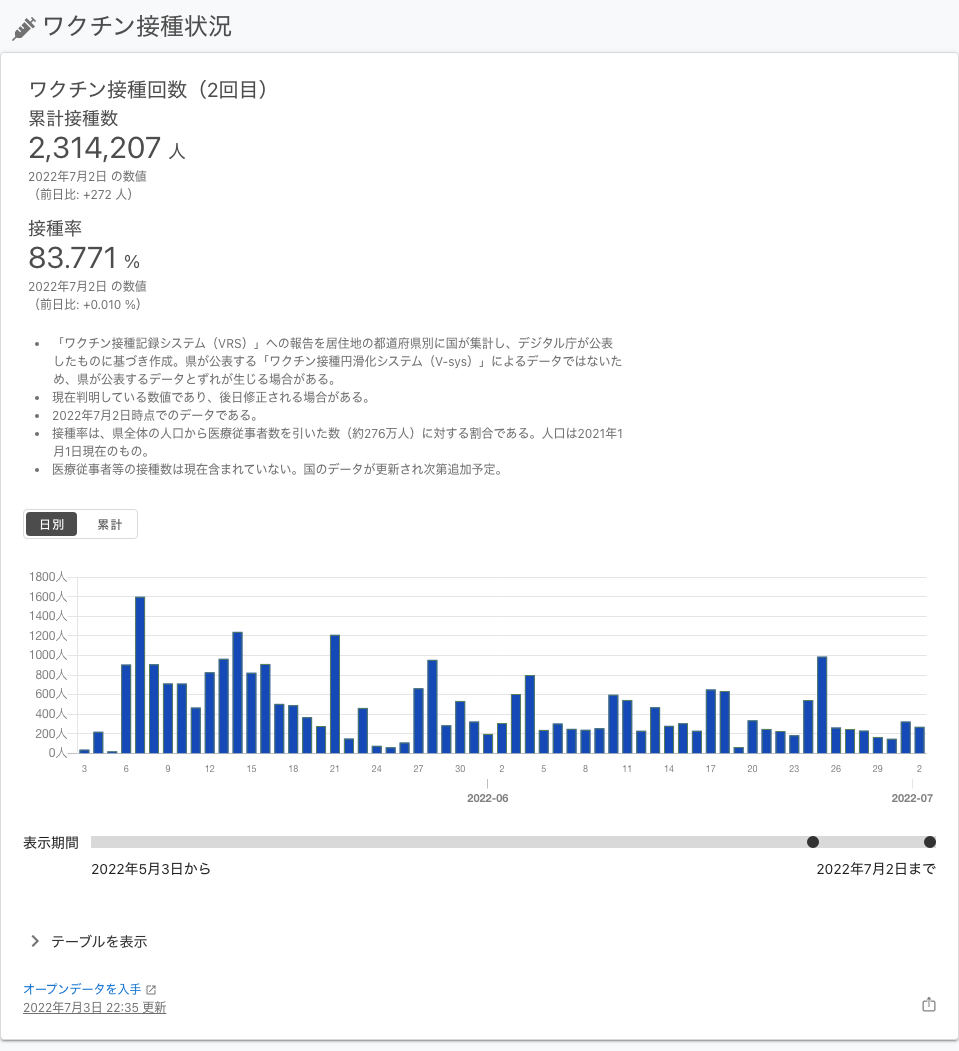 ワクチン接種状況
ワクチン接種回数（2回目）
累計接種数
2,314,207 人
2022年7月2日 の数値
（前日比: +272 人）
接種率
83.771 %
2022年7月2日 の数値
（前日比: +0.010 %）
• 「ワクチン接種記録システム（VRS）」への報告を居住地の都道府県別に国が集計し、デジタル庁が公表
したものに基づき作成。県が公表する「ワクチン接種円滑化システム（V-sys）」によるデータではないた
め、県が公表するデータとずれが生じる場合がある。
• 現在判明している数値であり、後日修正される場合がある。
• 2022年7月2日時点でのデータである。
• 接種率は、県全体の人口から医療従事者数を引いた数（約276万人）に対する割合である。人口は2021年1
月1日現在のもの。
• 医療従事者等の接種数は現在含まれていない。国のデータが更新され次第追加予定。
日別 累計
1800人
1600人
1400人
1200人
1000人
800人
600人
400人
200人
0人
3 6 9 12 15 18 21 24 27 30 2 5 8 11 14 17 20 23 26 29 2
2022-06 2022-07
表示期間
2022年5月3日から 2022年7月2日まで
テーブルを表示
オープンデータを入手
2022年7月3日 22:35 更新